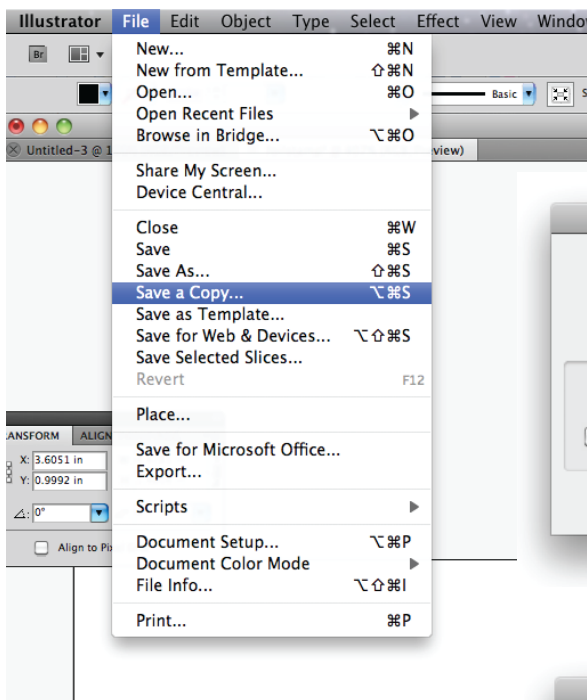 Illustrator File Edit Object Type Select Effect View Windo
Br
New... ⌘N
New from Template... ⇧⌘N
Open... ⌘O
Basic
Open Recent Files
Browse in Bridge... ⌥⌘O
Untitled-3 @ 1
view)
Share My Screen...
Device Central...
Close ⌘W
Save ⌘S
Save As... ⇧⌘S
Save a Copy... ⌥⌘S
Save as Template...
Save for Web & Devices... ⌥⇧⌘S
Save Selected Slices...
Revert F12
Place...
ANSFORM ALIGN
Save for Microsoft Office...
X: 3.6051 in
Export...
Y: 0.9992 in
Scripts
0°
Document Setup... ⌥⌘P
Align to Pi
Document Color Mode
File Info... ⌥⇧⌘I
Print... ⌘P